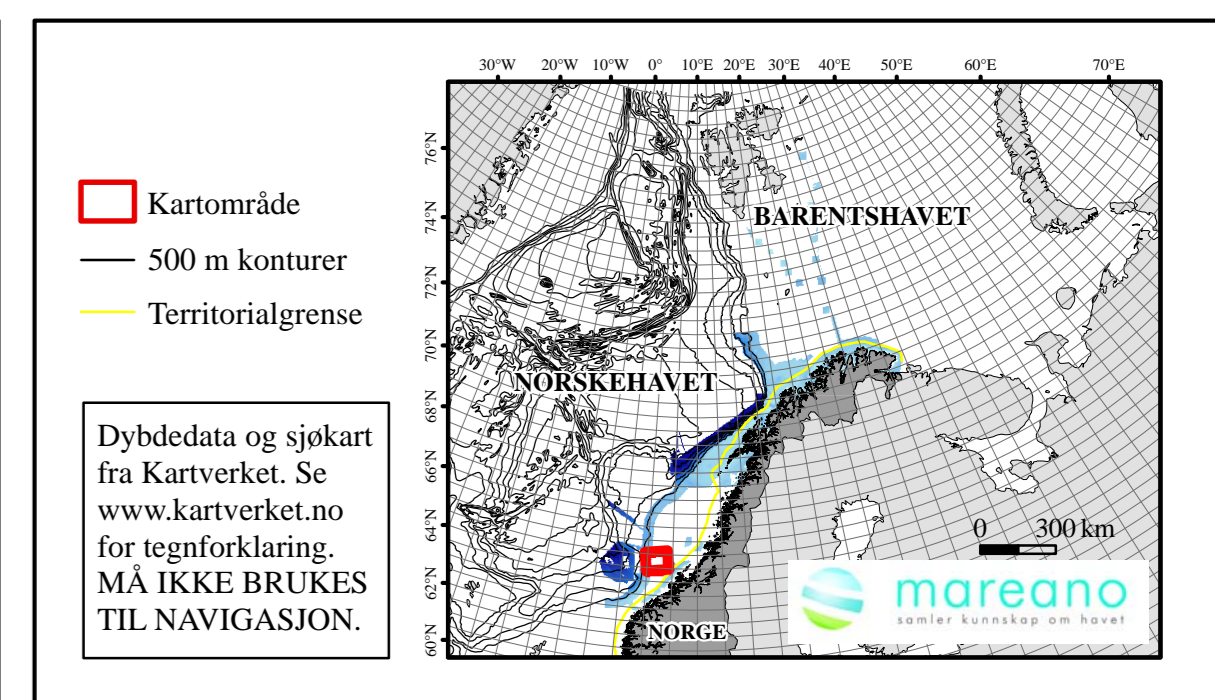 30°W 20°W 10°W 0° 10°E 20°E 30°E 40°E 50°E 60°E 70°E
76°N
74°N
72°N
70°N
68°N
66°N
64°N
62°N
60°N
BARENTSHAVET
NORSKEHAVET
NORGE
0 300 km
mareano
samler kunnskap om havet
Kartområde
500 m konturer
Territorialgrense
Dybdedata og sjøkart
fra Kartverket. Se
www.kartverket.no
for tegnforklaring.
MÅ IKKE BRUKES
TIL NAVIGASJON.